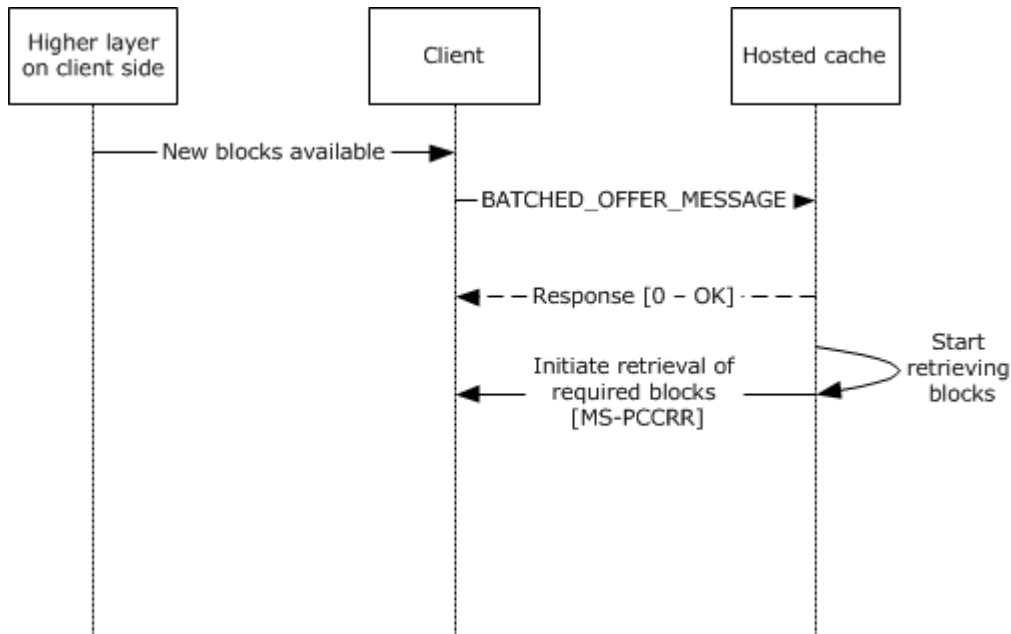 Higher layer
on client side
Client
Hosted cache
New blocks available
BATCHED_OFFER_MESSAGE
Response [0 – OK]
Start
retrieving
blocks
Initiate retrieval of
required blocks
[MS-PCCRR]